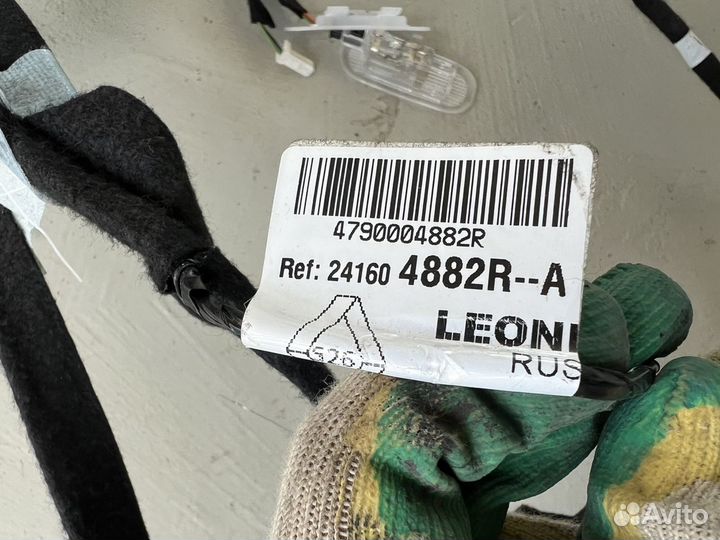 4790004882R
Ref: 24160 4882R--A
LEONI
RUS
Avito